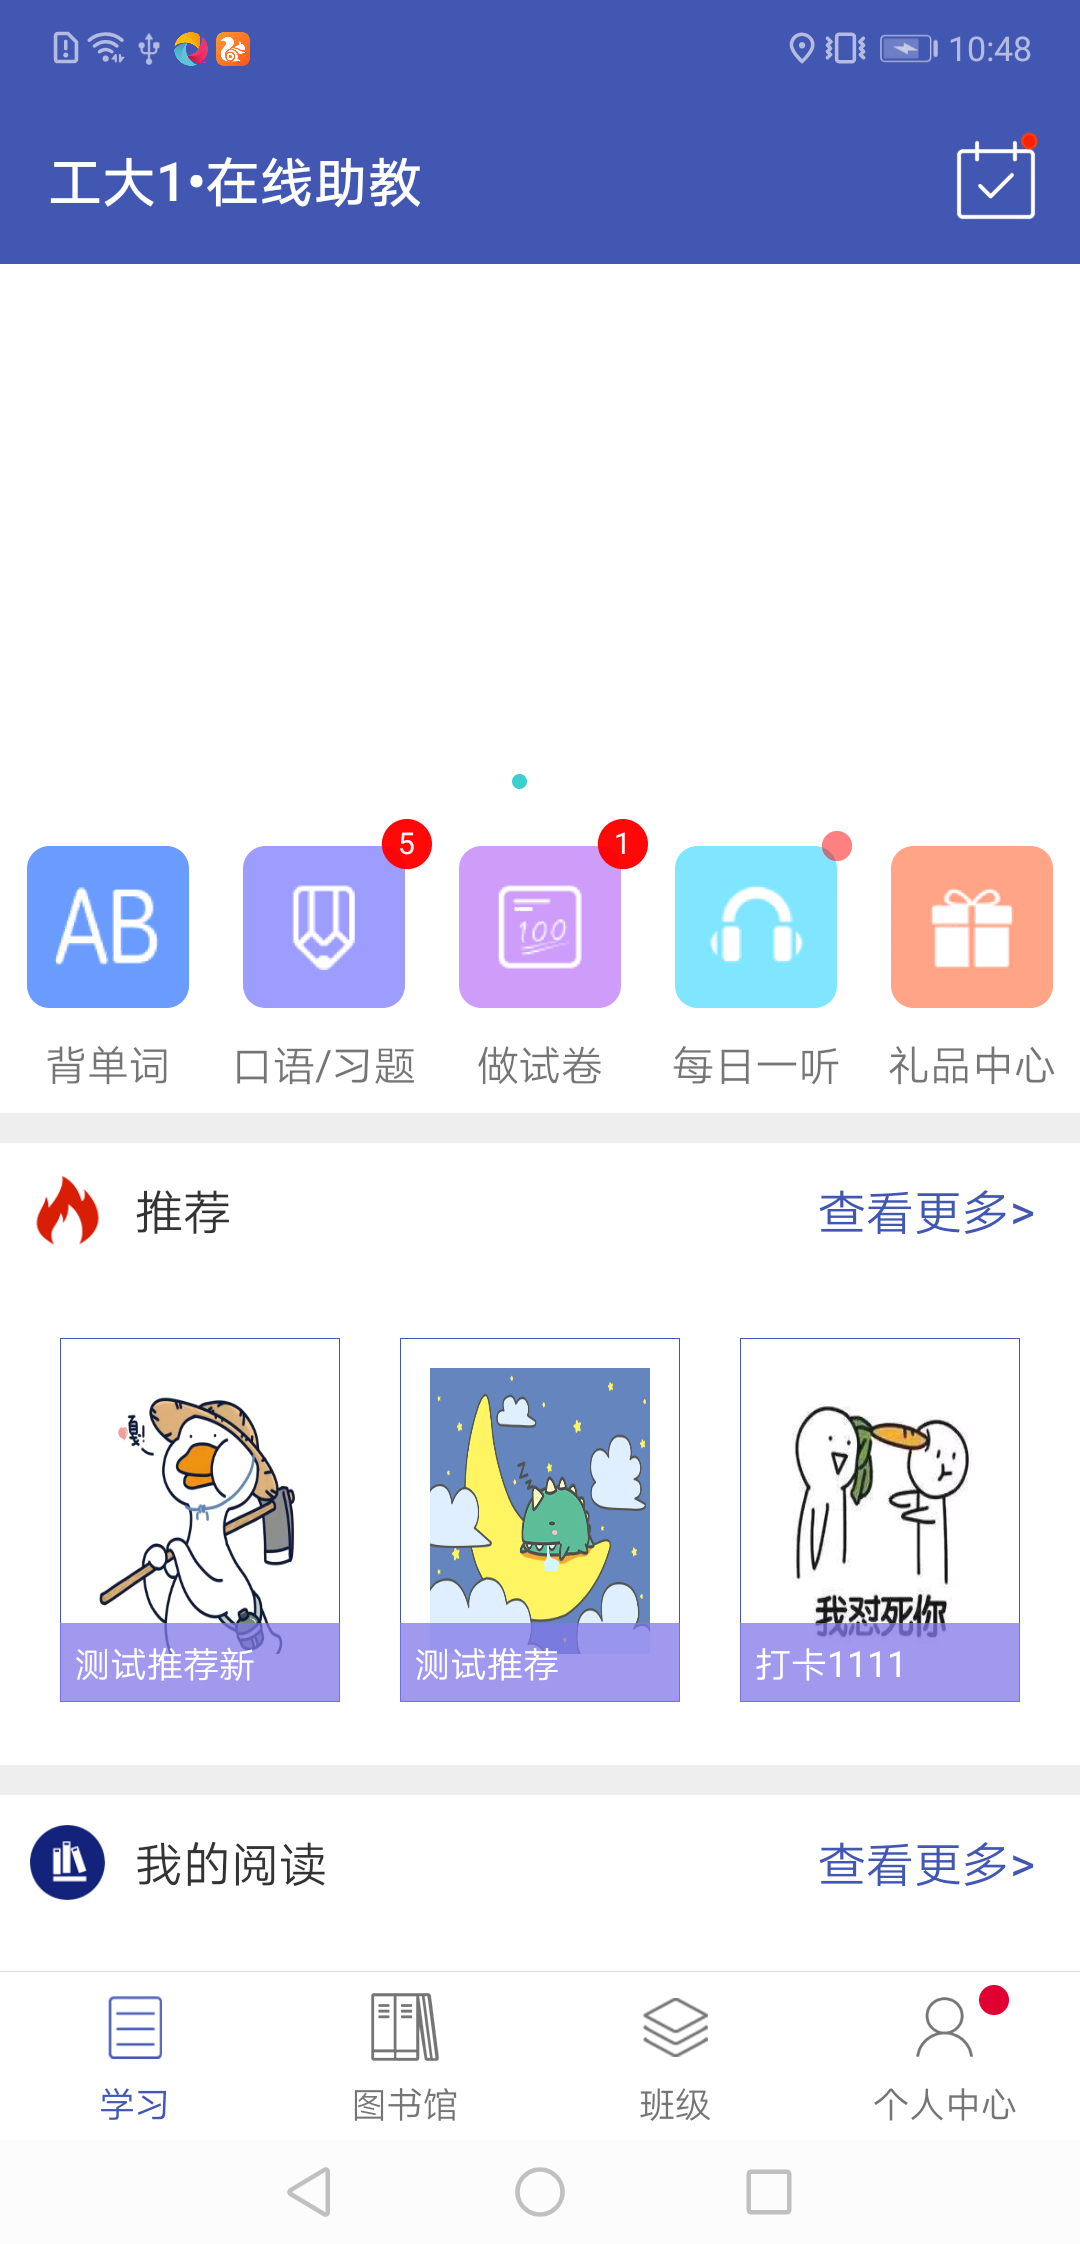 10:48
工大1•在线助教
5
1
AB
100
背单词
口语/习题
做试卷
每日一听
礼品中心
推荐
查看更多>
嘎!
z z z
我怼死你
测试推荐新
测试推荐
打卡1111
我的阅读
查看更多>
学习
图书馆
班级
个人中心